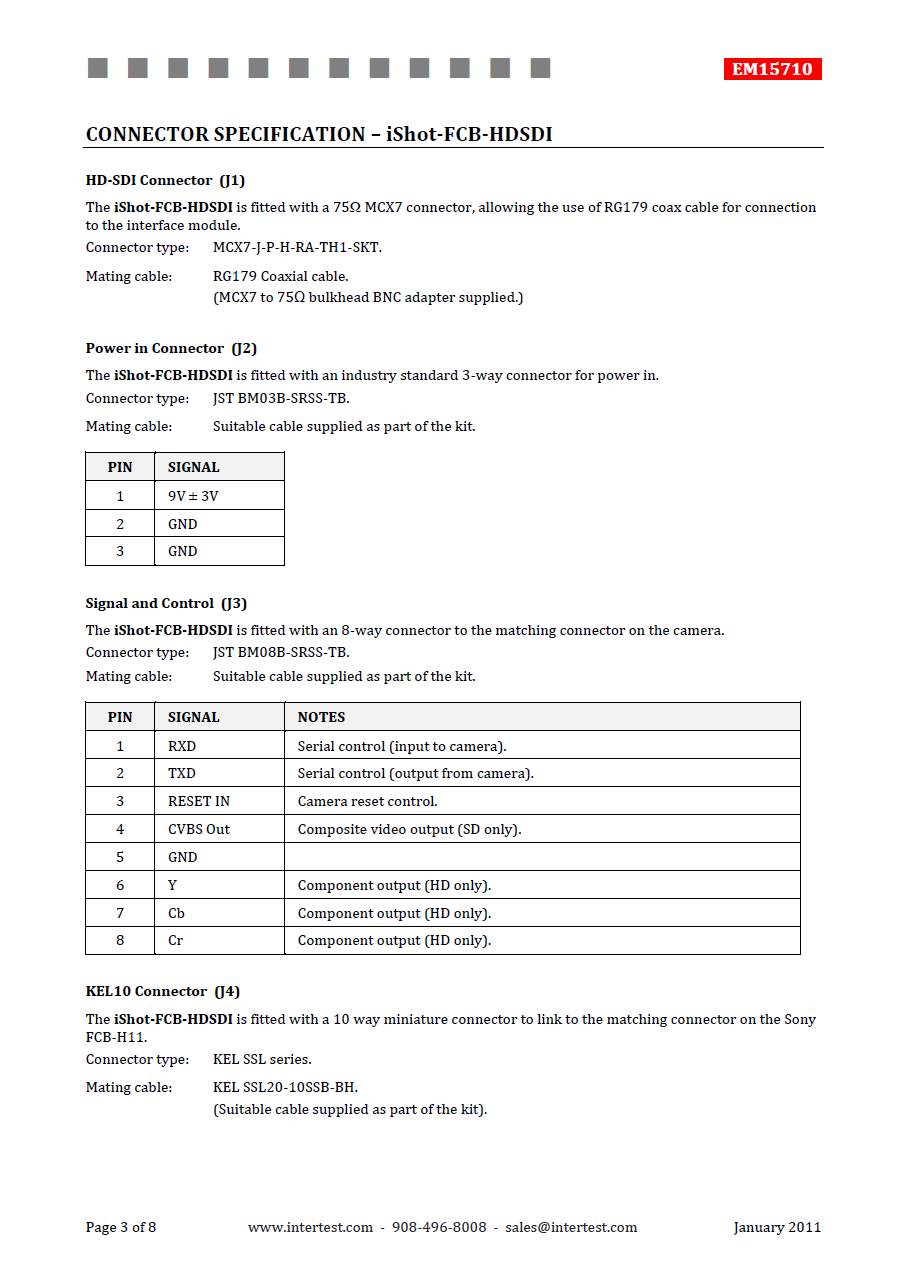 EM15710
CONNECTOR SPECIFICATION – iShot-FCB-HDSDI
HD-SDI Connector (J1)
The iShot-FCB-HDSDI is fitted with a 75Ω MCX7 connector, allowing the use of RG179 coax cable for connection
to the interface module.
Connector type: MCX7-J-P-H-RA-TH1-SKT.
Mating cable: RG179 Coaxial cable.
(MCX7 to 75Ω bulkhead BNC adapter supplied.)
Power in Connector (J2)
The iShot-FCB-HDSDI is fitted with an industry standard 3-way connector for power in.
Connector type: JST BM03B-SRSS-TB.
Mating cable: Suitable cable supplied as part of the kit.
PIN SIGNAL
1 9V ± 3V
2 GND
3 GND
Signal and Control (J3)
The iShot-FCB-HDSDI is fitted with an 8-way connector to the matching connector on the camera.
Connector type: JST BM08B-SRSS-TB.
Mating cable: Suitable cable supplied as part of the kit.
PIN SIGNAL NOTES
1 RXD Serial control (input to camera).
2 TXD Serial control (output from camera).
3 RESET IN Camera reset control.
4 CVBS Out Composite video output (SD only).
5 GND
6 Y Component output (HD only).
7 Cb Component output (HD only).
8 Cr Component output (HD only).
KEL10 Connector (J4)
The iShot-FCB-HDSDI is fitted with a 10 way miniature connector to link to the matching connector on the Sony
FCB-H11.
Connector type: KEL SSL series.
Mating cable: KEL SSL20-10SSB-BH.
(Suitable cable supplied as part of the kit).
Page 3 of 8 www.intertest.com - 908-496-8008 - sales@intertest.com January 2011